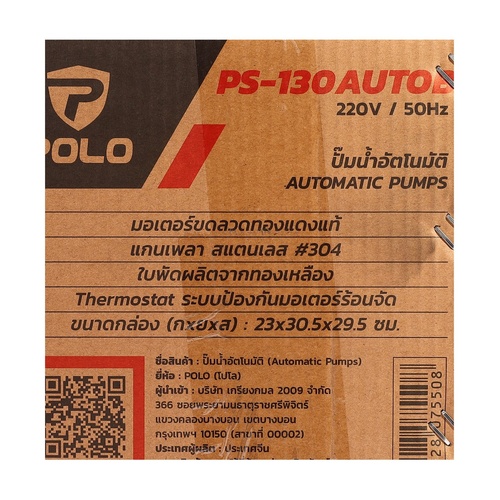 POLO
PS-130AUTOB
220V / 50Hz
ปั๊มน้ำอัตโนมัติ
AUTOMATIC PUMPS
มอเตอร์ขดลวดทองแดงแท้
แกนเพลา สแตนเลส #304
ใบพัดผลิตจากทองเหลือง
Thermostat ระบบป้องกันมอเตอร์ร้อนจัด
ขนาดกล่อง (กxยxส) : 23x30.5x29.5 ซม.
ชื่อสินค้า : ปั๊มน้ำอัตโนมัติ (Automatic Pumps)
ยี่ห้อ : POLO (โปโล)
ผู้นำเข้า : บริษัท เกรียงกมล 2009 จำกัด
366 ซอยพระยามนธาตุราชศรีพิจิตร์
แขวงคลองบางบอน เขตบางบอน
กรุงเทพฯ 10150 (สาขาที่ 00002)
ประเทศผู้ผลิต : ประเทศจีน